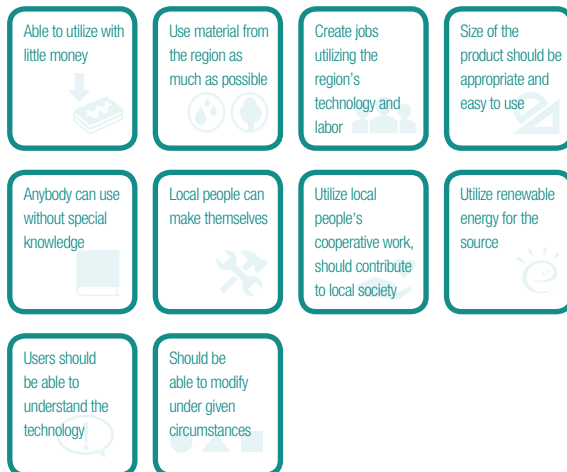 Able to utilize with
little money
Use material from
the region as
much as possible
Create jobs
utilizing the
region's
technology and
labor
Size of the
product should be
appropriate and
easy to use
Anybody can use
without special
knowledge
Local people can
make themselves
Utilize local
people's
cooperative work,
should contribute
to local society
Utilize renewable
energy for the
source
Users should
be able to
understand the
technology
Should be
able to modify
under given
circumstances